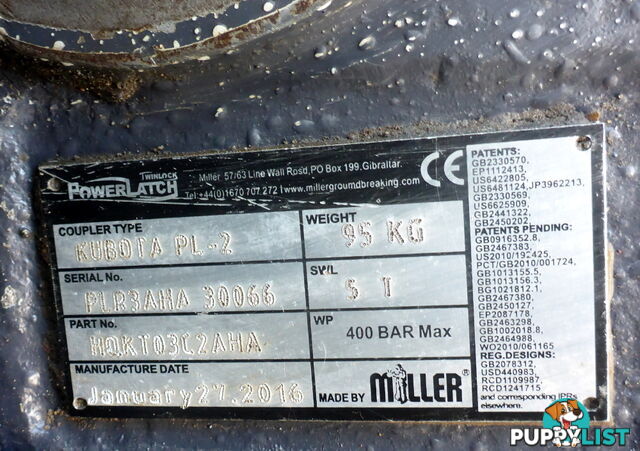 TWINLOCK
POWERLATCH
Miller 57/63 Line Wall Rosd,PO Box 199,Gibraltar.
Tel:+44(0)1670 707 272 I www.millergroundbreaking.com
CE
COUPLER TYPE
KUBOTA PL-2
WEIGHT
95 KG
SERIAL No.
PLR3AHA 30066
SWL
5 T
PART No.
HQKT03C2AHA
WP
400 BAR Max
MANUFACTURE DATE
January27.2016
MADE BY
MILLER
PATENTS:
GB2330570,
EP1112413,
US6422805,
US6481124,JP3962213,
GB2330569,
US6625909,
GB2441322,
GB2450202,
PATENTS PENDING:
GB0916352.8,
GB2467383,
US2010/192425,
PCT/GB2010/001724,
GB1013155.5,
GB1013156.3,
BG1021812.1,
GB2467380,
GB2450127,
EP2087178,
GB2463298,
GB1002018.8,
GB2464988,
WO2010/061165
REG.DESIGNS:
GB2078312,
USD440983,
RCD1109987,
RCD1241715
and corresponding IPRs
elsewhere.
PUPPYLIST